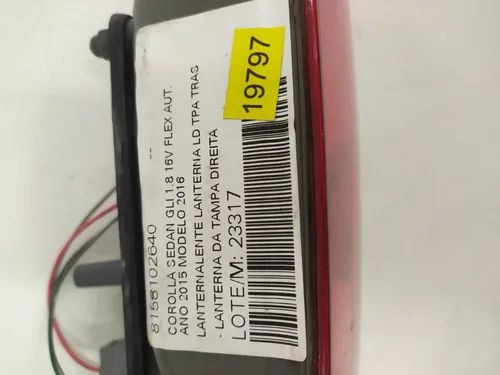 --
81558102640
COROLLA SEDAN GLI 1.8 16V FLEX AUT.
ANO 2015 MODELO 2016
LANTERNALENTE LANTERNA LD TPA TRAS
- LANTERNA DA TAMPA DIREITA
LOTE/M: 23317
19797